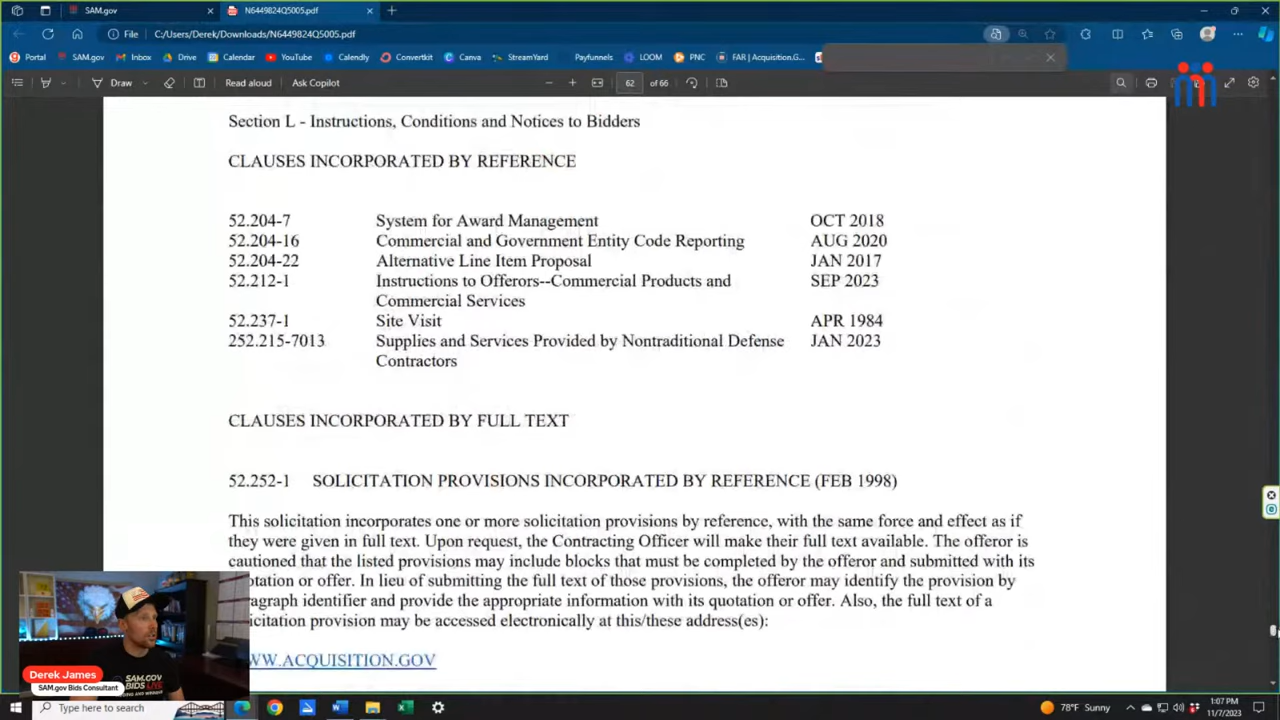 SAM.gov
N6449824Q5005.pdf
File C:/Users/Derek/Downloads/N6449824Q5005.pdf
Portal SAM.gov Inbox Drive Calendar YouTube Calendly Convertkit Canva StreamYard Payfunnels LOOM PNC FAR | Acquisition.G...
Draw Read aloud Ask Copilot 62 of 66
Section L - Instructions, Conditions and Notices to Bidders
CLAUSES INCORPORATED BY REFERENCE
52.204-7 System for Award Management OCT 2018
52.204-16 Commercial and Government Entity Code Reporting AUG 2020
52.204-22 Alternative Line Item Proposal JAN 2017
52.212-1 Instructions to Offerors--Commercial Products and SEP 2023
Commercial Services
52.237-1 Site Visit APR 1984
252.215-7013 Supplies and Services Provided by Nontraditional Defense JAN 2023
Contractors
CLAUSES INCORPORATED BY FULL TEXT
52.252-1 SOLICITATION PROVISIONS INCORPORATED BY REFERENCE (FEB 1998)
This solicitation incorporates one or more solicitation provisions by reference, with the same force and effect as if
they were given in full text. Upon request, the Contracting Officer will make their full text available. The offeror is
cautioned that the listed provisions may include blocks that must be completed by the offeror and submitted with its
otation or offer. In lieu of submitting the full text of those provisions, the offeror may identify the provision by
ragraph identifier and provide the appropriate information with its quotation or offer. Also, the full text of a
icitation provision may be accessed electronically at this/these address(es):
WW.ACQUISITION.GOV
Derek James
SAM.gov Bids Consultant
SAM.GOV
BIDS LIVE
Type here to search
78°F Sunny
1:07 PM
11/7/2023